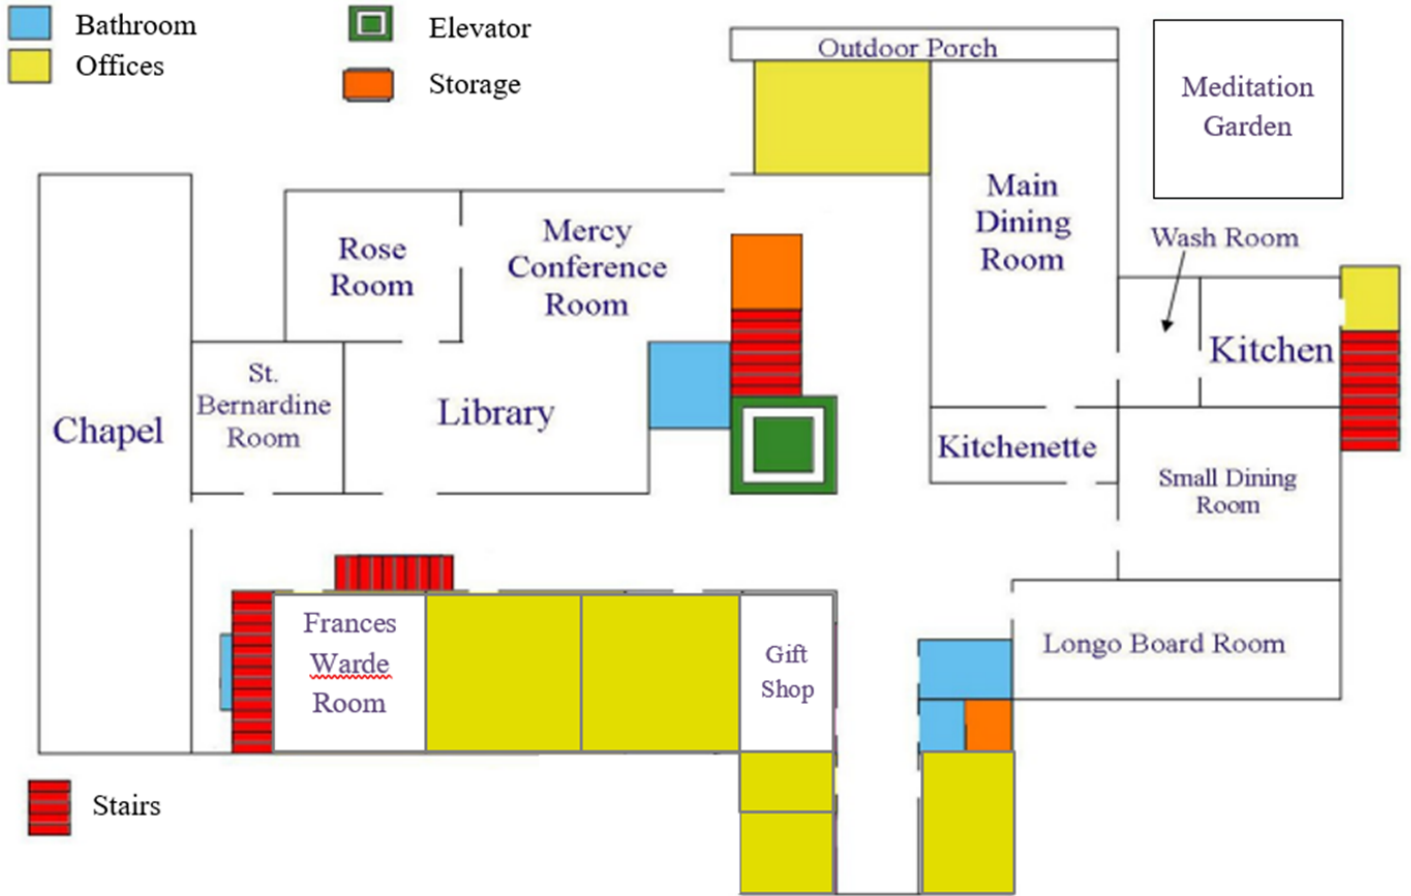 Bathroom
Offices
Elevator
Storage
Outdoor Porch
Meditation
Garden
Main
Dining
Room
Wash Room
Rose
Room
Mercy
Conference
Room
Kitchen
St.
Bernardine
Room
Chapel
Library
Kitchenette
Small Dining
Room
Frances
Warde
Room
Gift
Shop
Longo Board Room
Stairs